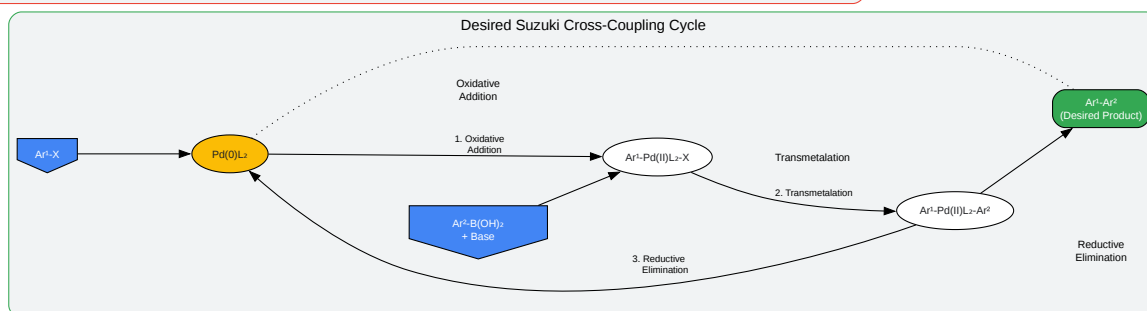 Desired Suzuki Cross-Coupling Cycle
Oxidative
Addition
Ar¹-Ar²
(Desired Product)
1. Oxidative
Addition
Ar¹-X
Pd(0)L₂
Ar¹-Pd(II)L₂-X
Transmetalation
2. Transmetalation
Ar¹-Pd(II)L₂-Ar²
Ar²-B(OH)₂
+ Base
3. Reductive
Elimination
Reductive
Elimination